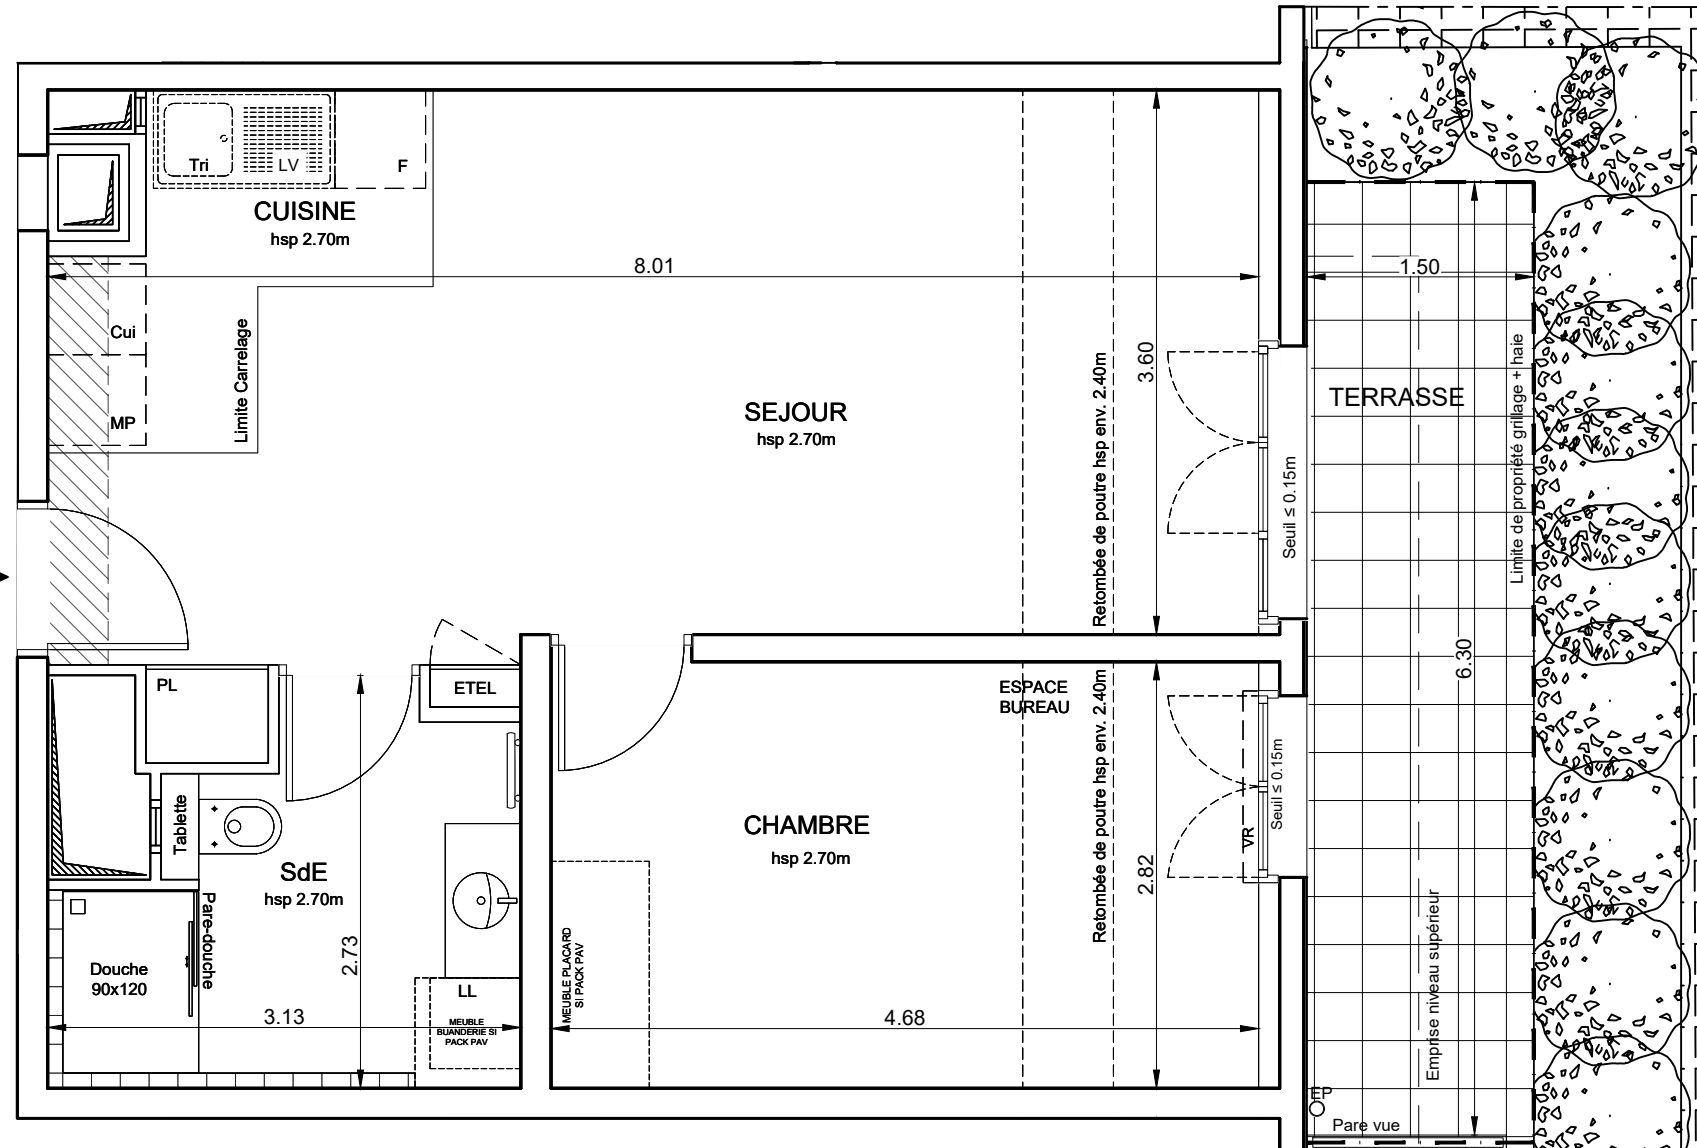 Tri
LV
F
CUISINE
hsp 2.70m
8.01
1.50
Cui
MP
Limite Carrelage
SEJOUR
hsp 2.70m
3.60
Retombée de poutre hsp env. 2.40m
Seuil ≤ 0.15m
TERRASSE
Limite de propriété grillage + haie
6.30
PL
ETEL
ESPACE
BUREAU
Retombée de poutre hsp env. 2.40m
Seuil ≤ 0.15m
VR
Tablette
SdE
hsp 2.70m
Pare-douche
2.73
Douche
90x120
3.13
LL
MEUBLE
BUANDERIE SI
PACK PAV
CHAMBRE
hsp 2.70m
2.82
MEUBLE PLACARD
SI PACK PAV
4.68
Emprise niveau supérieur
EP
Pare vue